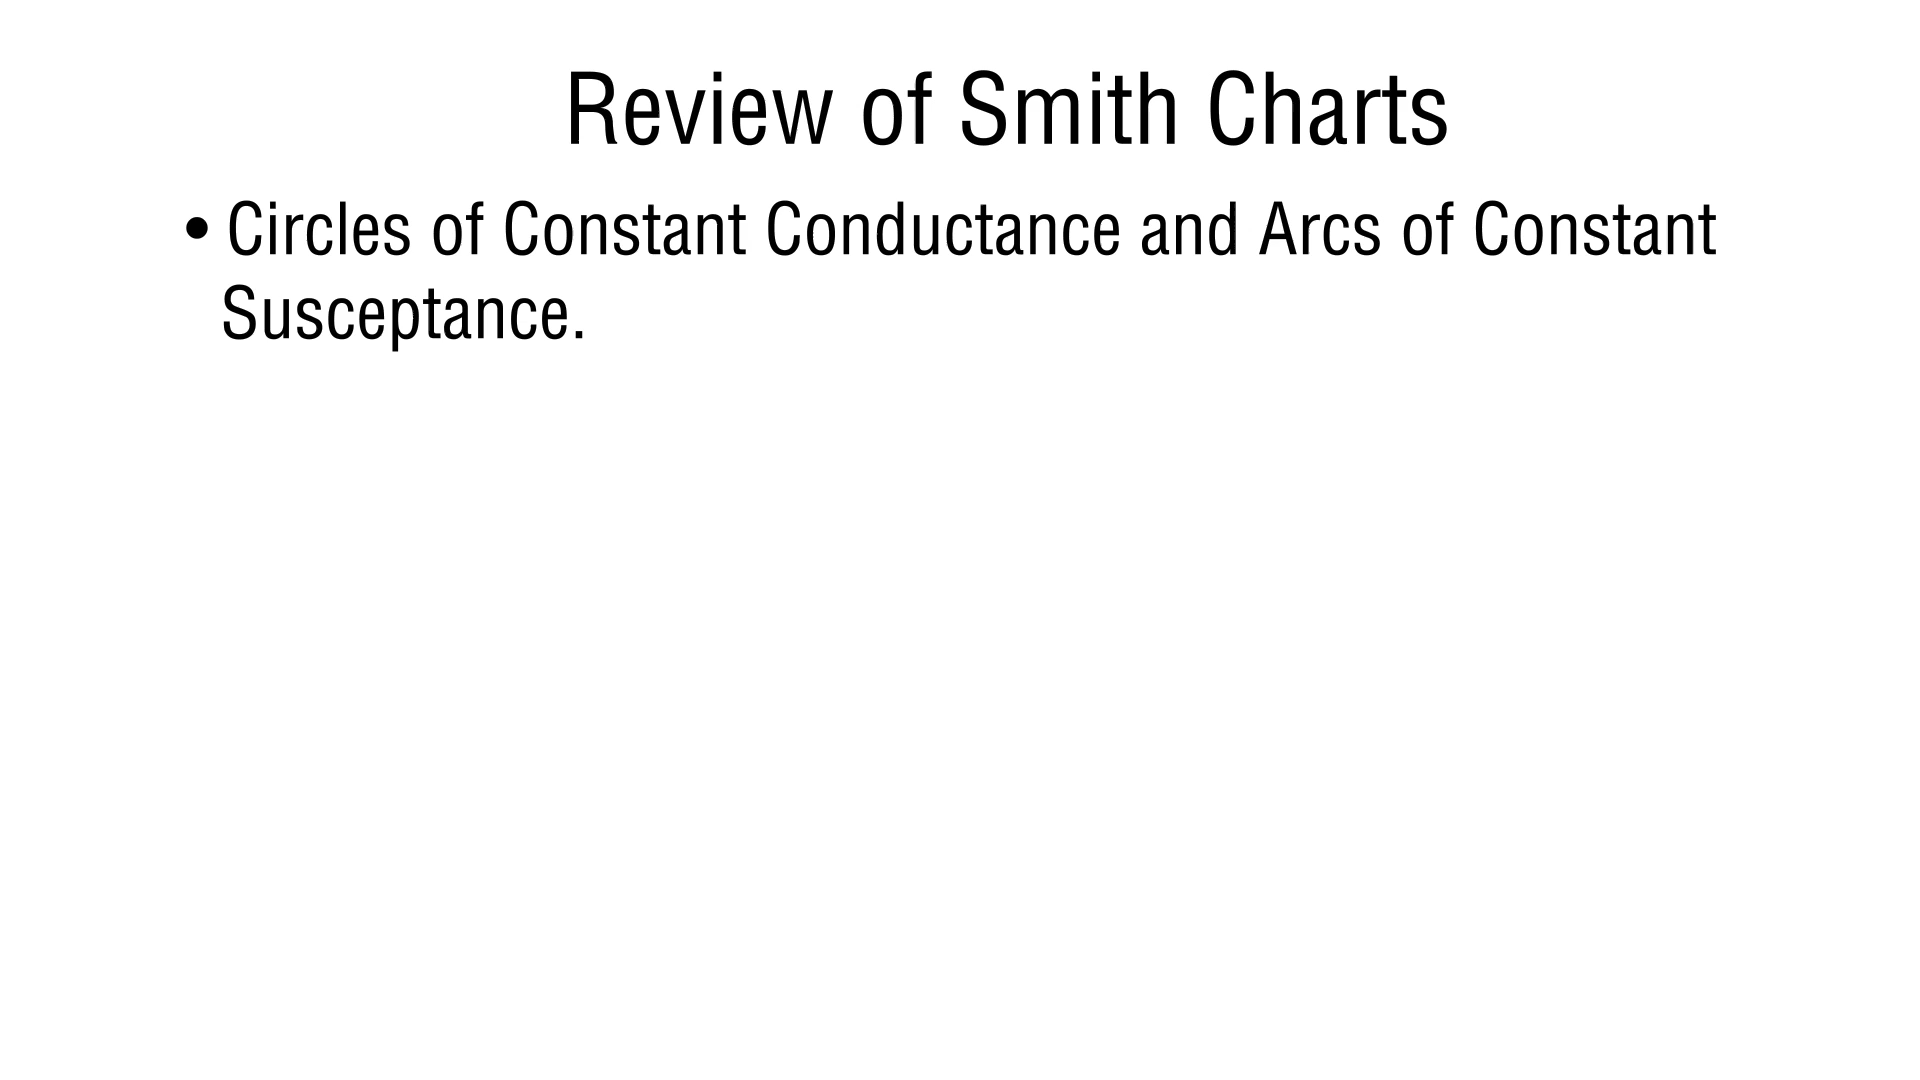 Review of Smith Charts
• Circles of Constant Conductance and Arcs of Constant
Susceptance.